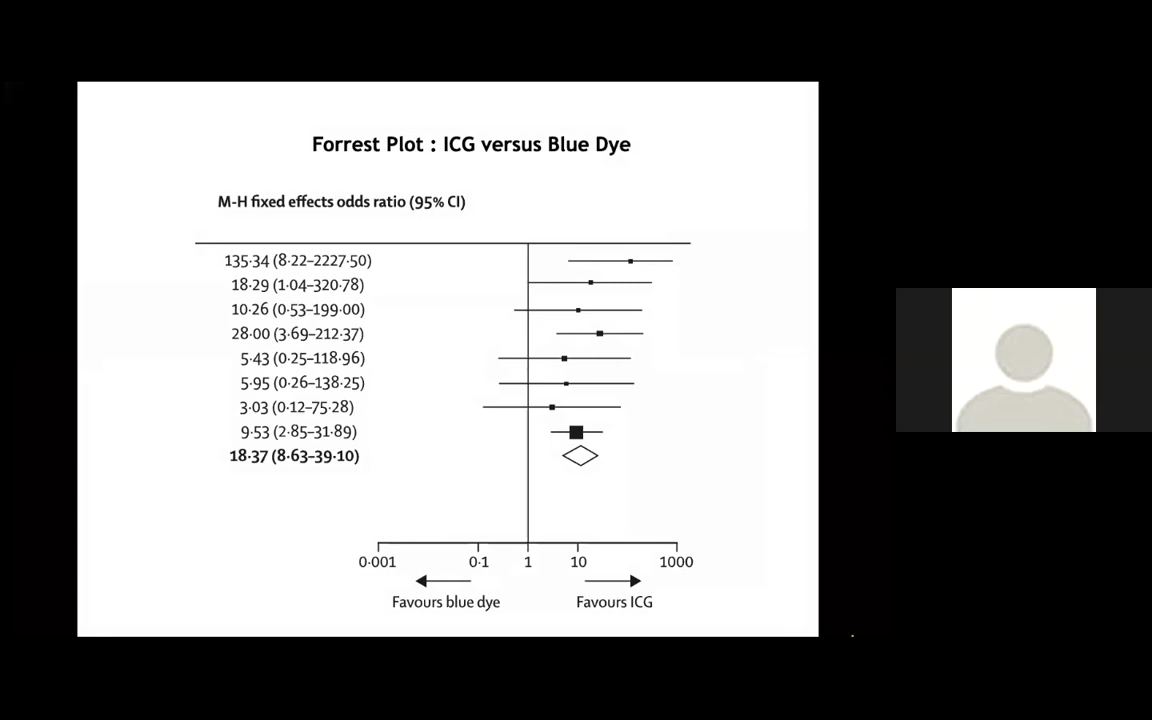 Forrest Plot : ICG versus Blue Dye
M-H fixed effects odds ratio (95% CI)
135·34 (8·22–2227·50)
18·29 (1·04–320·78)
10·26 (0·53–199·00)
28·00 (3·69–212·37)
5·43 (0·25–118·96)
5·95 (0·26–138·25)
3·03 (0·12–75·28)
9·53 (2·85–31·89)
18·37 (8·63–39·10)
0·001 0·1 1 10 1000
Favours blue dye Favours ICG